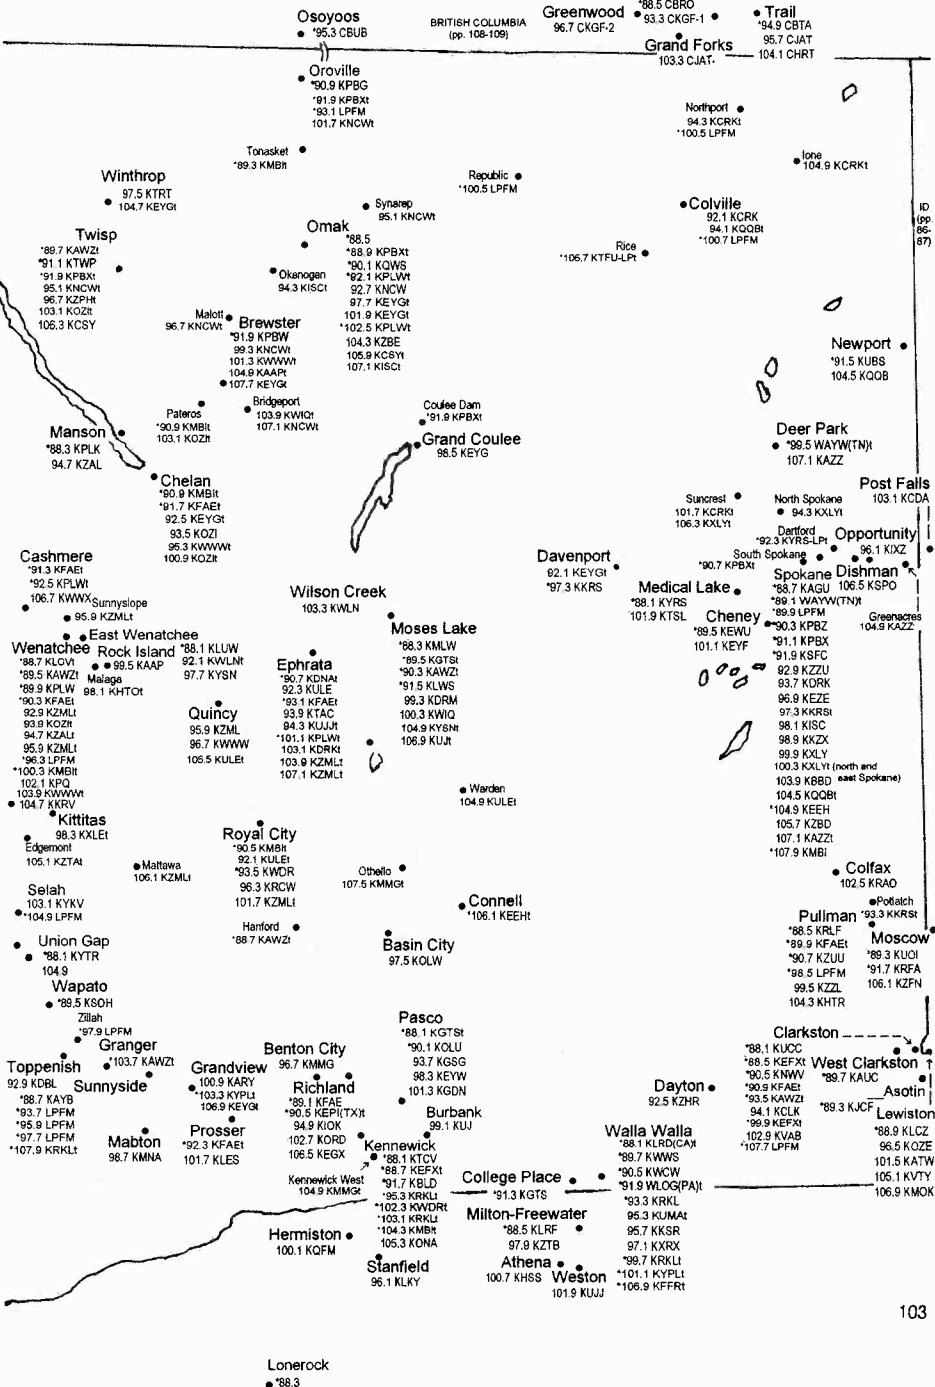 Osoyoos
*95.3 CBUB
BRITISH COLUMBIA
(pp. 108-109)
Greenwood
96.7 CKGF-2
*88.5 CBRO
93.3 CKGF-1
Grand Forks
103.3 CJAT
Trail
*94.9 CBTA
95.7 CJAT
104.1 CHRT
Oroville
*90.9 KPBG
*91.9 KPBXt
*93.1 LPFM
101.7 KNCWt
Northport
94.3 KCRKt
*100.5 LPFM
Tonasket
*89.3 KMBIt
Ione
104.9 KCRKt
Winthrop
97.5 KTRT
104.7 KEYGt
Republic
*100.5 LPFM
Synarep
95.1 KNCWt
Colville
92.1 KCRK
94.1 KQQBt
*100.7 LPFM
ID
(pp.
86-
87)
Twisp
*89.7 KAWZt
*91.1 KTWP
*91.9 KPBXt
95.1 KNCWt
96.7 KZPHt
103.1 KOZIt
106.3 KCSY
Omak
*88.5
*88.9 KPBXt
*90.1 KQWS
*92.1 KPLWt
92.7 KNCW
97.7 KEYGt
101.9 KEYGt
*102.5 KPLWt
104.3 KZBE
105.9 KCSYt
107.1 KISCt
Okanogan
94.3 KISCt
Rice
*106.7 KTFU-LPt
Malott
96.7 KNCWt
Brewster
*91.9 KPBW
99.3 KNCWt
101.3 KWWWt
104.9 KAAPt
107.7 KEYGt
Newport
*91.5 KUBS
104.5 KQQB
Pateros
*90.9 KMBIt
103.1 KOZIt
Bridgeport
103.9 KWIQt
107.1 KNCWt
Coulee Dam
*91.9 KPBXt
Manson
*88.3 KPLK
94.7 KZAL
Grand Coulee
98.5 KEYG
Deer Park
*99.5 WAYW(TN)t
107.1 KAZZ
Chelan
*90.9 KMBIt
*91.7 KFAEt
92.5 KEYGt
93.5 KOZI
95.3 KWWWt
100.9 KOZIt
Post Falls
103.1 KCDA
Suncrest
101.7 KCRKt
106.3 KXLYt
North Spokane
94.3 KXLYt
Dartford
*92.3 KYRS-LPt
Opportunity
96.1 KIXZ
South Spokane
*90.7 KPBXt
Cashmere
*91.3 KFAEt
*92.5 KPLWt
106.7 KWWX
Sunnyslope
95.9 KZMLt
Davenport
92.1 KEYGt
*97.3 KKRS
Medical Lake
*88.1 KYRS
101.9 KTSL
Dishman
106.5 KSPO
Greenacres
104.9 KAZZt
Cheney
*89.5 KEWU
101.1 KEYF
Spokane
*88.7 KAGU
*89.1 WAYW(TN)t
*89.9 LPFM
*90.3 KPBZ
*91.1 KPBX
*91.9 KSFC
92.9 KZZU
93.7 KDRK
96.9 KEZE
97.3 KKRSt
98.1 KISC
98.9 KKZX
99.9 KXLY
100.3 KXLYt (north and
east Spokane)
103.9 KBBD
104.5 KQQBt
*104.9 KEEH
105.7 KZBD
107.1 KAZZt
*107.9 KMBI
Wilson Creek
103.3 KWLN
Moses Lake
*88.3 KMLW
*89.5 KGTSt
*90.3 KAWZt
*91.5 KLWS
99.3 KDRM
100.3 KWIQ
104.9 KYSNt
106.9 KUJt
East Wenatchee
Wenatchee
*88.7 KLOVt
*89.5 KAWZt
*89.9 KPLW
*90.3 KFAEt
92.9 KZMLt
93.9 KOZIt
94.7 KZALt
95.9 KZMLt
*96.3 LPFM
*100.3 KMBIt
102.1 KPQ
103.9 KWWWt
104.7 KKRV
Rock Island
99.5 KAAP
Malaga
98.1 KHTOt
*88.1 KLUW
92.1 KWLNt
97.7 KYSN
Ephrata
*90.7 KDNAt
92.3 KULE
*93.1 KFAEt
93.9 KTAC
94.3 KUJJt
*101.1 KPLWt
103.1 KDRKt
103.9 KZMLt
107.1 KZMLt
Quincy
95.9 KZML
96.7 KWWW
105.5 KULEt
Warden
104.9 KULEt
Kittitas
98.3 KXLEt
Edgemont
105.1 KZTAt
Royal City
*90.5 KMBIt
92.1 KULEt
*93.5 KWDR
96.3 KRCW
101.7 KZMLt
Mattawa
106.1 KZMLt
Othello
107.5 KMMGt
Colfax
102.5 KRAO
Selah
103.1 KYKV
*104.9 LPFM
Connell
*106.1 KEEHt
Potlatch
*93.3 KKRSt
Hanford
*88.7 KAWZt
Basin City
97.5 KOLW
Pullman
*88.5 KRLF
*89.9 KFAEt
*90.7 KZUU
*98.5 LPFM
99.5 KZZL
104.3 KHTR
Moscow
*89.3 KUOI
*91.7 KRFA
106.1 KZFN
Union Gap
*88.1 KYTR
104.9
Wapato
*89.5 KSOH
Zillah
*97.9 LPFM
Pasco
*88.1 KGTSt
*90.1 KOLU
93.7 KGSG
98.3 KEYW
101.3 KGDN
Clarkston
*88.1 KUCC
*88.5 KEFXt
*90.5 KNWV
*90.9 KFAEt
*93.5 KAWZt
94.1 KCLK
*99.9 KEFXt
102.9 KVAB
*107.7 LPFM
Granger
*103.7 KAWZt
Benton City
96.7 KMMG
West Clarkston
*89.7 KAUC
Asotin
*89.3 KJCF
Toppenish
92.9 KDBL
*88.7 KAYB
*93.7 LPFM
*95.9 LPFM
*97.7 LPFM
*107.9 KRKLt
Sunnyside
Grandview
100.9 KARY
*103.3 KYPLt
106.9 KEYGt
Richland
*89.1 KFAE
*90.5 KEPI(TX)t
94.9 KIOK
102.7 KORD
106.5 KEGX
Dayton
92.5 KZHR
Lewiston
*88.9 KLCZ
96.5 KOZE
101.5 KATW
105.1 KVTY
106.9 KMOK
Burbank
99.1 KUJ
Prosser
*92.3 KFAEt
101.7 KLES
Mabton
98.7 KMNA
Kennewick
*88.1 KTCV
*88.7 KEFXt
*91.7 KBLD
*95.3 KRKLt
*102.3 KWDRt
*103.1 KRKLt
*104.3 KMBIt
105.3 KONA
Kennewick West
104.9 KMMGt
Walla Walla
*88.1 KLRD(CA)t
*89.7 KWWS
*90.5 KWCW
*91.9 WLOG(PA)t
*93.3 KRKL
95.3 KUMAt
95.7 KKSR
97.1 KXRX
*99.7 KRKLt
*101.1 KYPLt
*106.9 KFFRt
College Place
*91.3 KGTS
Milton-Freewater
*88.5 KLRF
97.9 KZTB
Hermiston
100.1 KQFM
Stanfield
96.1 KLKY
Athena
100.7 KHSS
Weston
101.9 KUJJ
103
Lonerock
*88.3